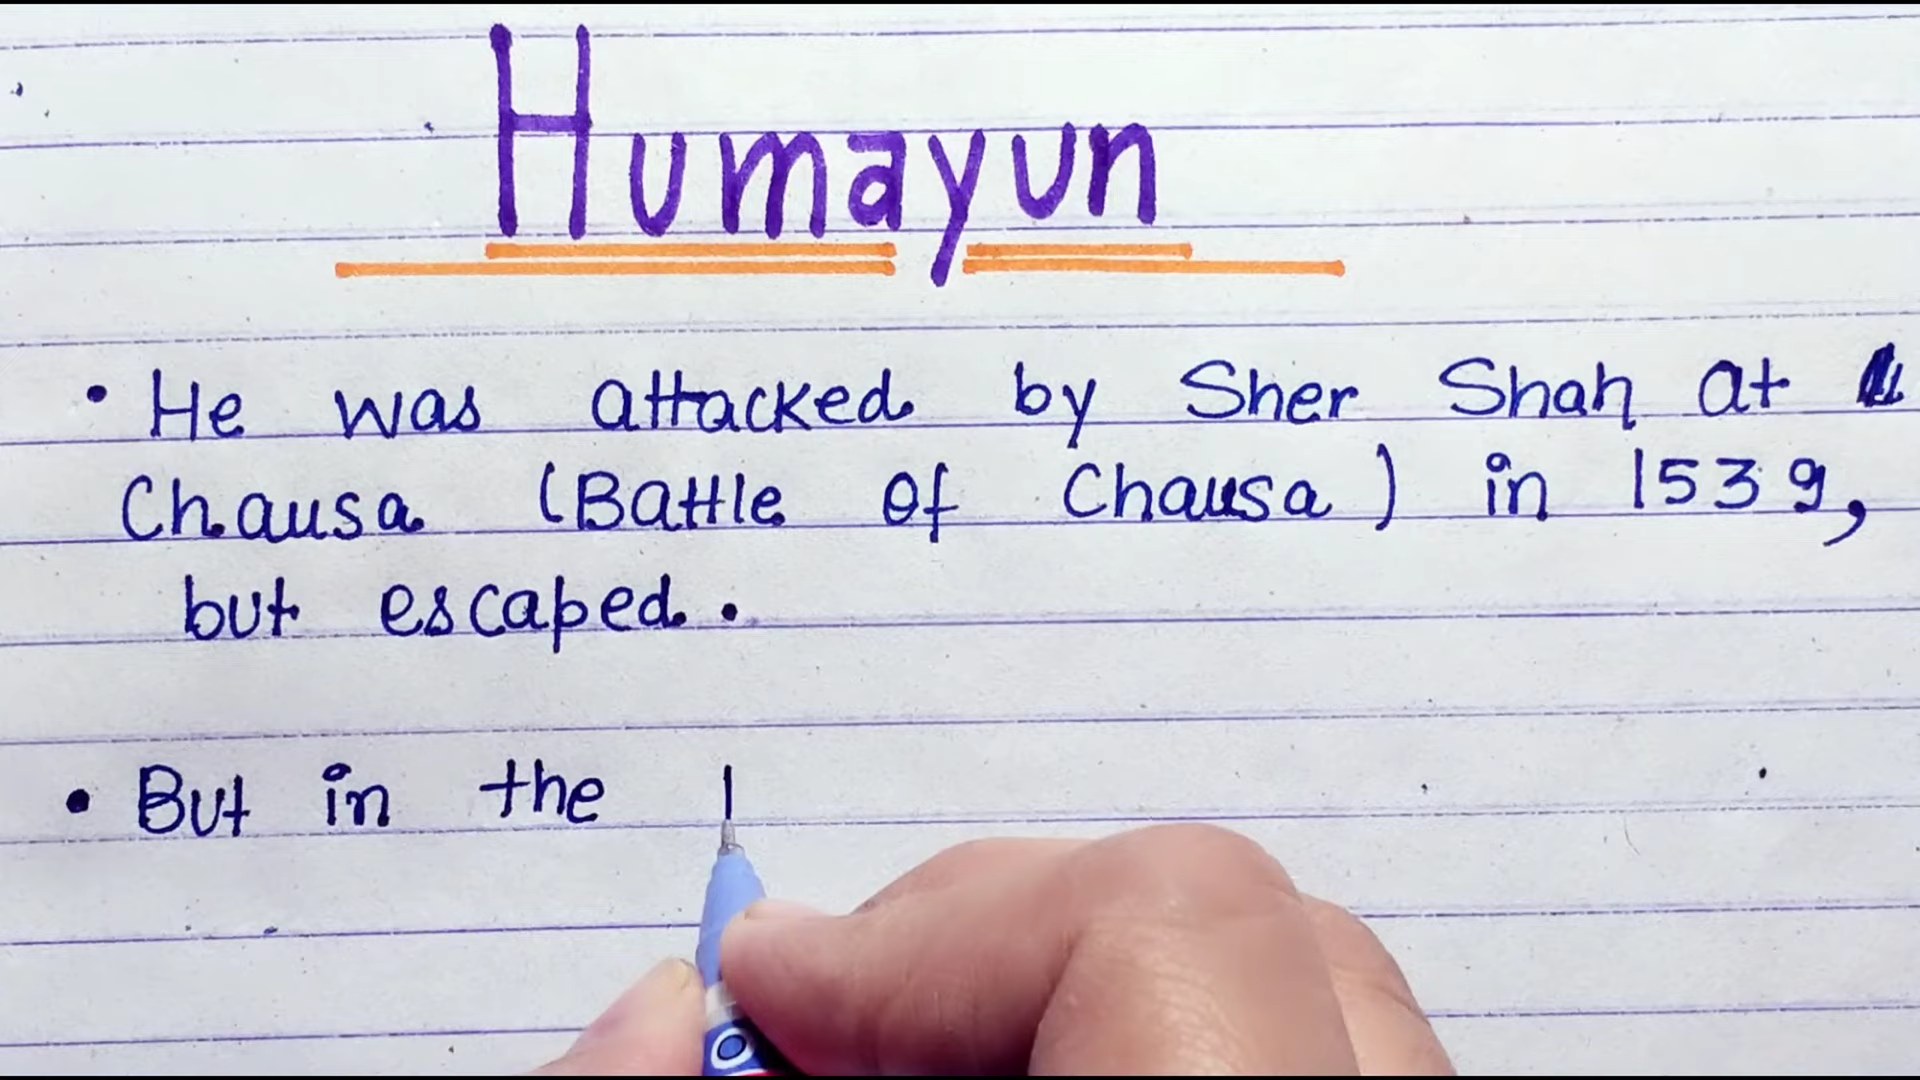 Humayun
• He was attacked by Sher Shah at
Chausa (Battle of Chausa) in 1539,
but escaped.
• But in the